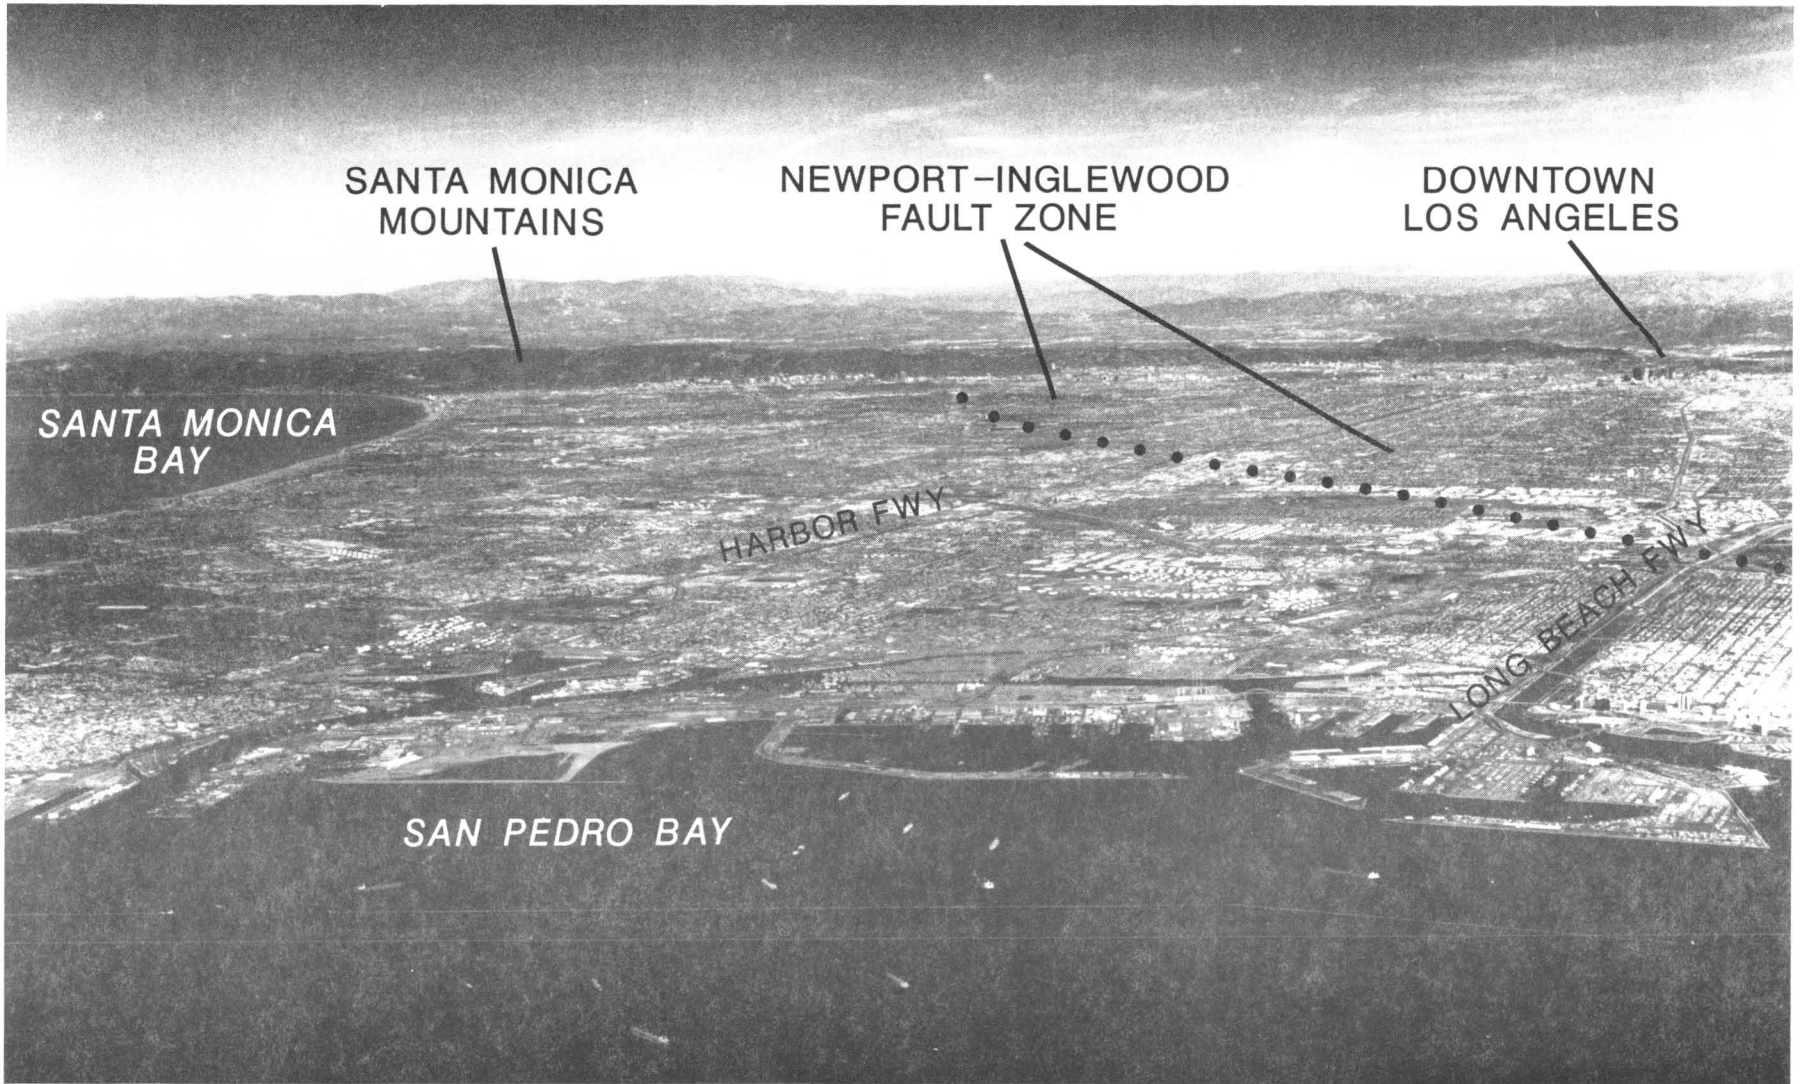 SANTA MONICA
MOUNTAINS
NEWPORT–INGLEWOOD
FAULT ZONE
DOWNTOWN
LOS ANGELES
SANTA MONICA
BAY
HARBOR FWY
LONG BEACH FWY
SAN PEDRO BAY